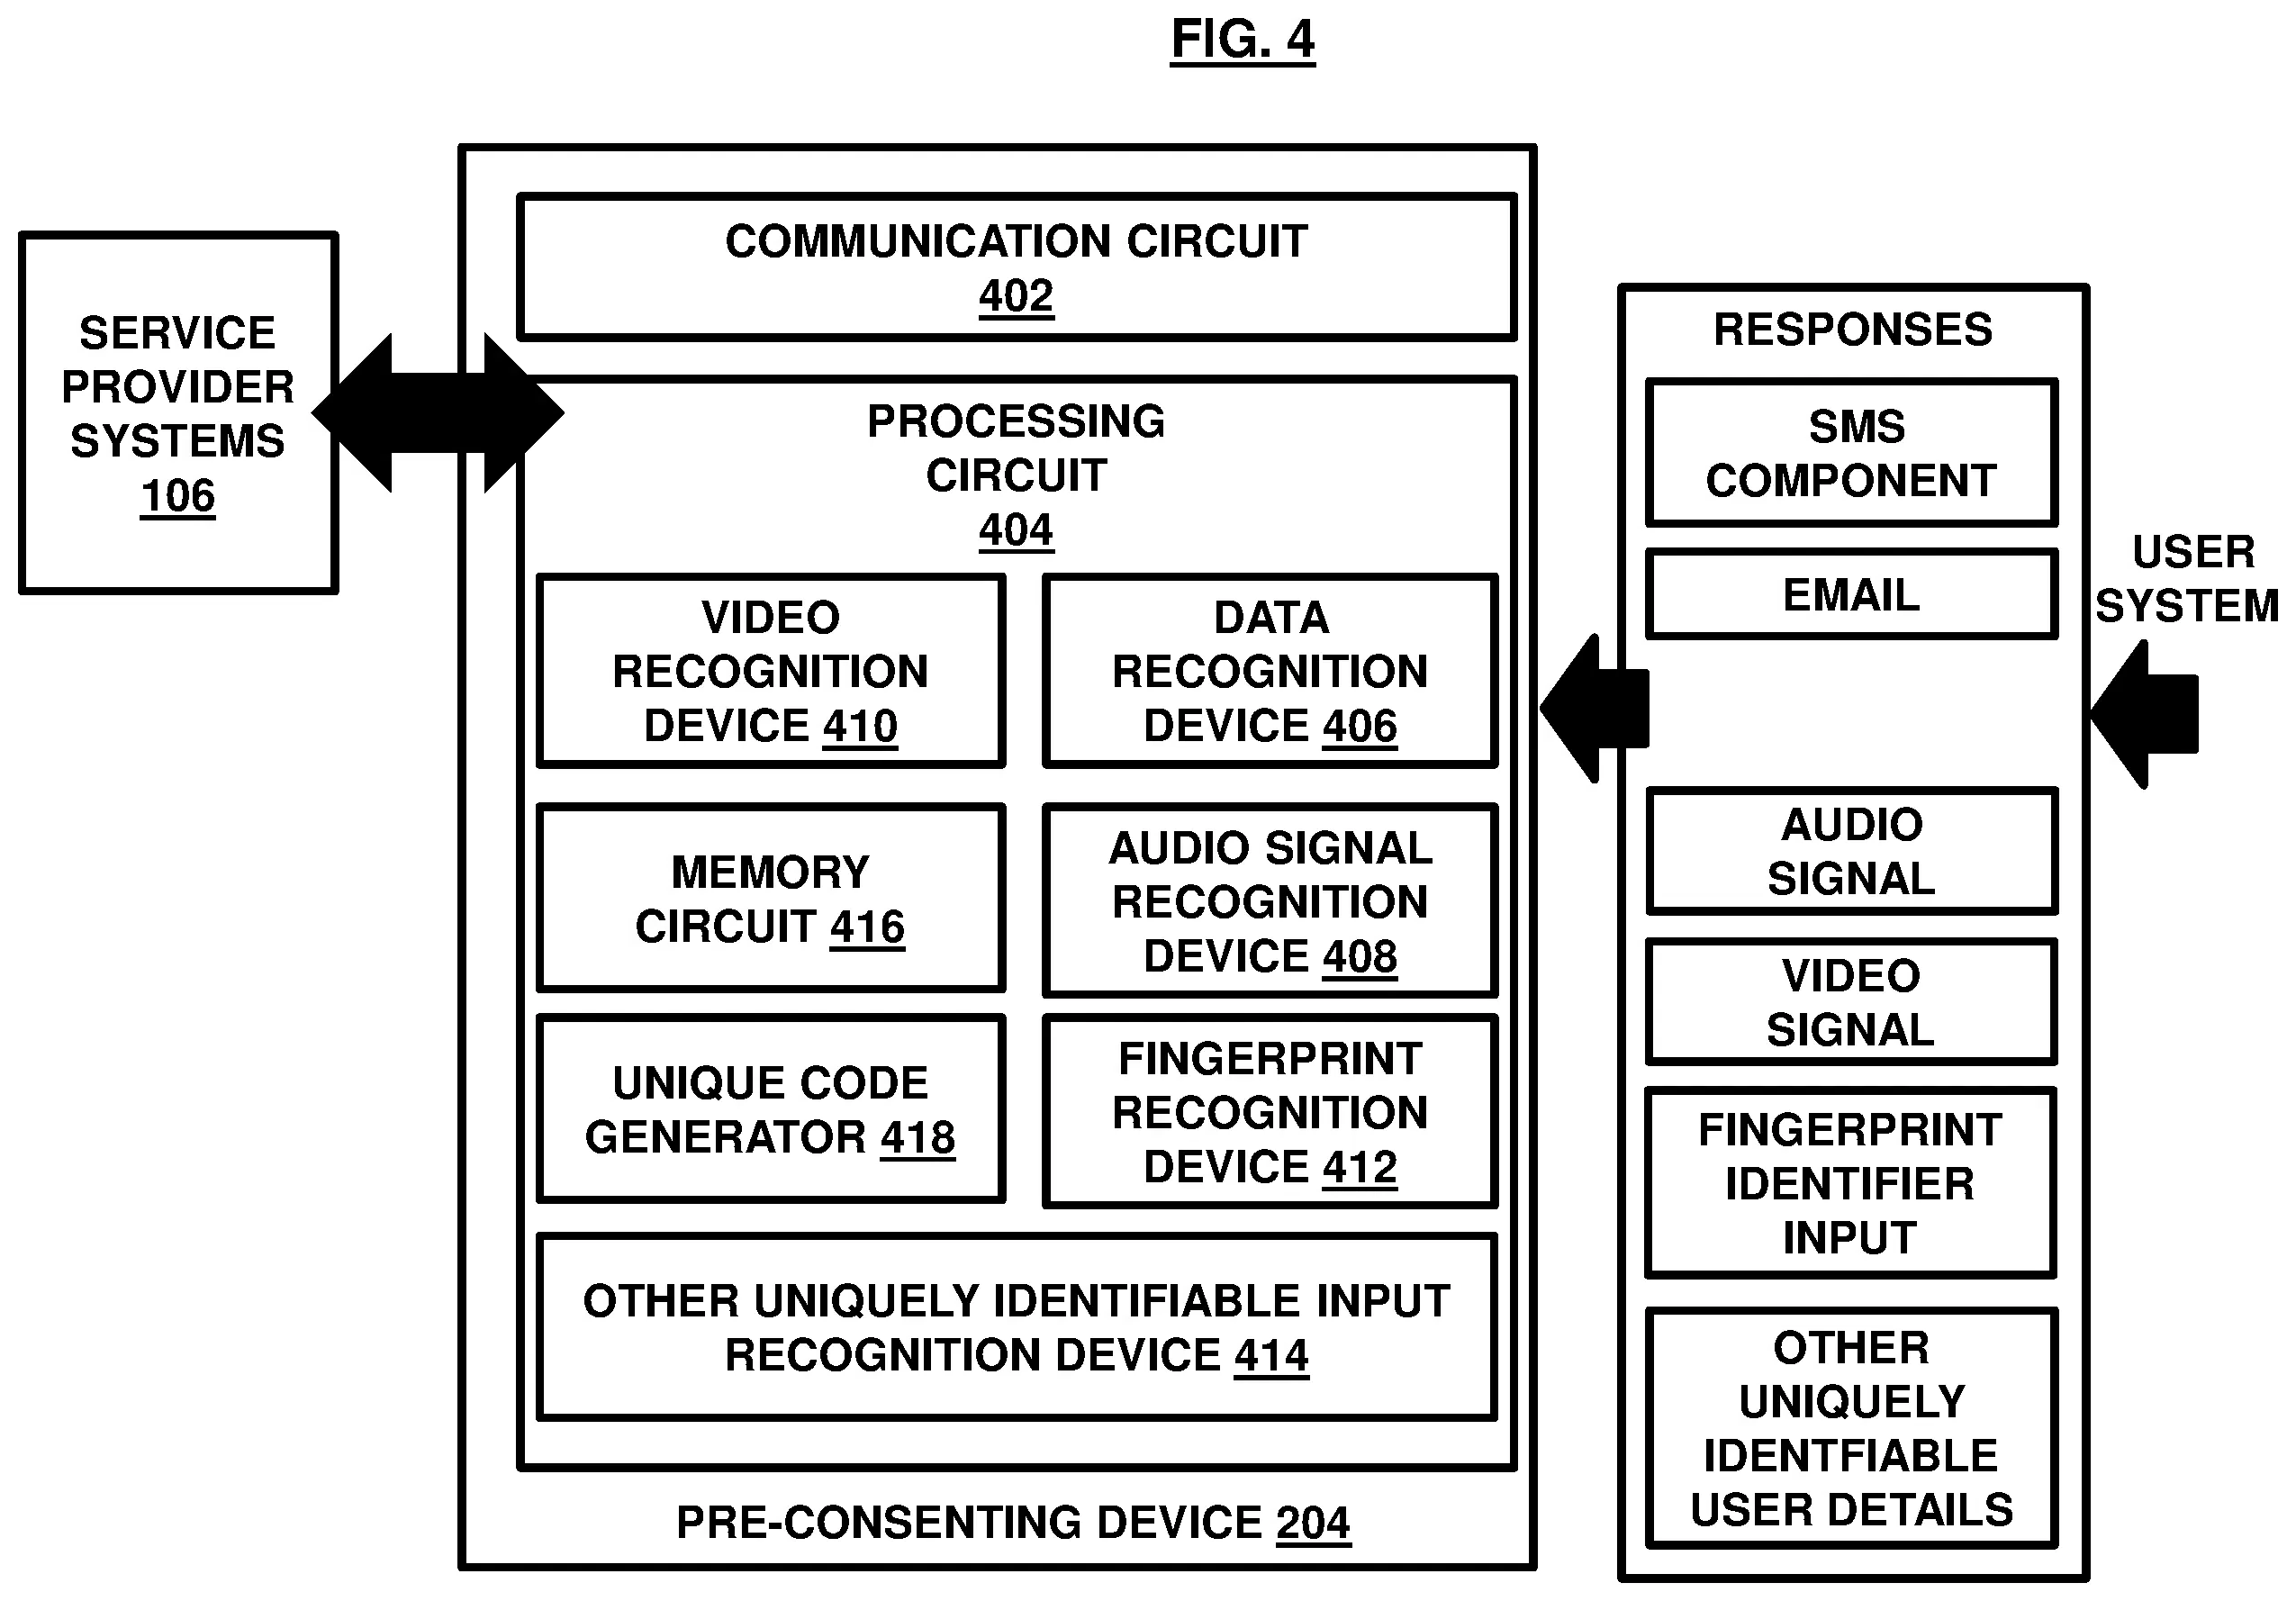 FIG. 4
SERVICE
PROVIDER
SYSTEMS
106
COMMUNICATION CIRCUIT
402
PROCESSING
CIRCUIT
404
VIDEO
RECOGNITION
DEVICE 410
DATA
RECOGNITION
DEVICE 406
MEMORY
CIRCUIT 416
AUDIO SIGNAL
RECOGNITION
DEVICE 408
UNIQUE CODE
GENERATOR 418
FINGERPRINT
RECOGNITION
DEVICE 412
OTHER UNIQUELY IDENTIFIABLE INPUT
RECOGNITION DEVICE 414
PRE-CONSENTING DEVICE 204
RESPONSES
SMS
COMPONENT
EMAIL
AUDIO
SIGNAL
VIDEO
SIGNAL
FINGERPRINT
IDENTIFIER
INPUT
OTHER
UNIQUELY
IDENTFIABLE
USER DETAILS
USER
SYSTEM